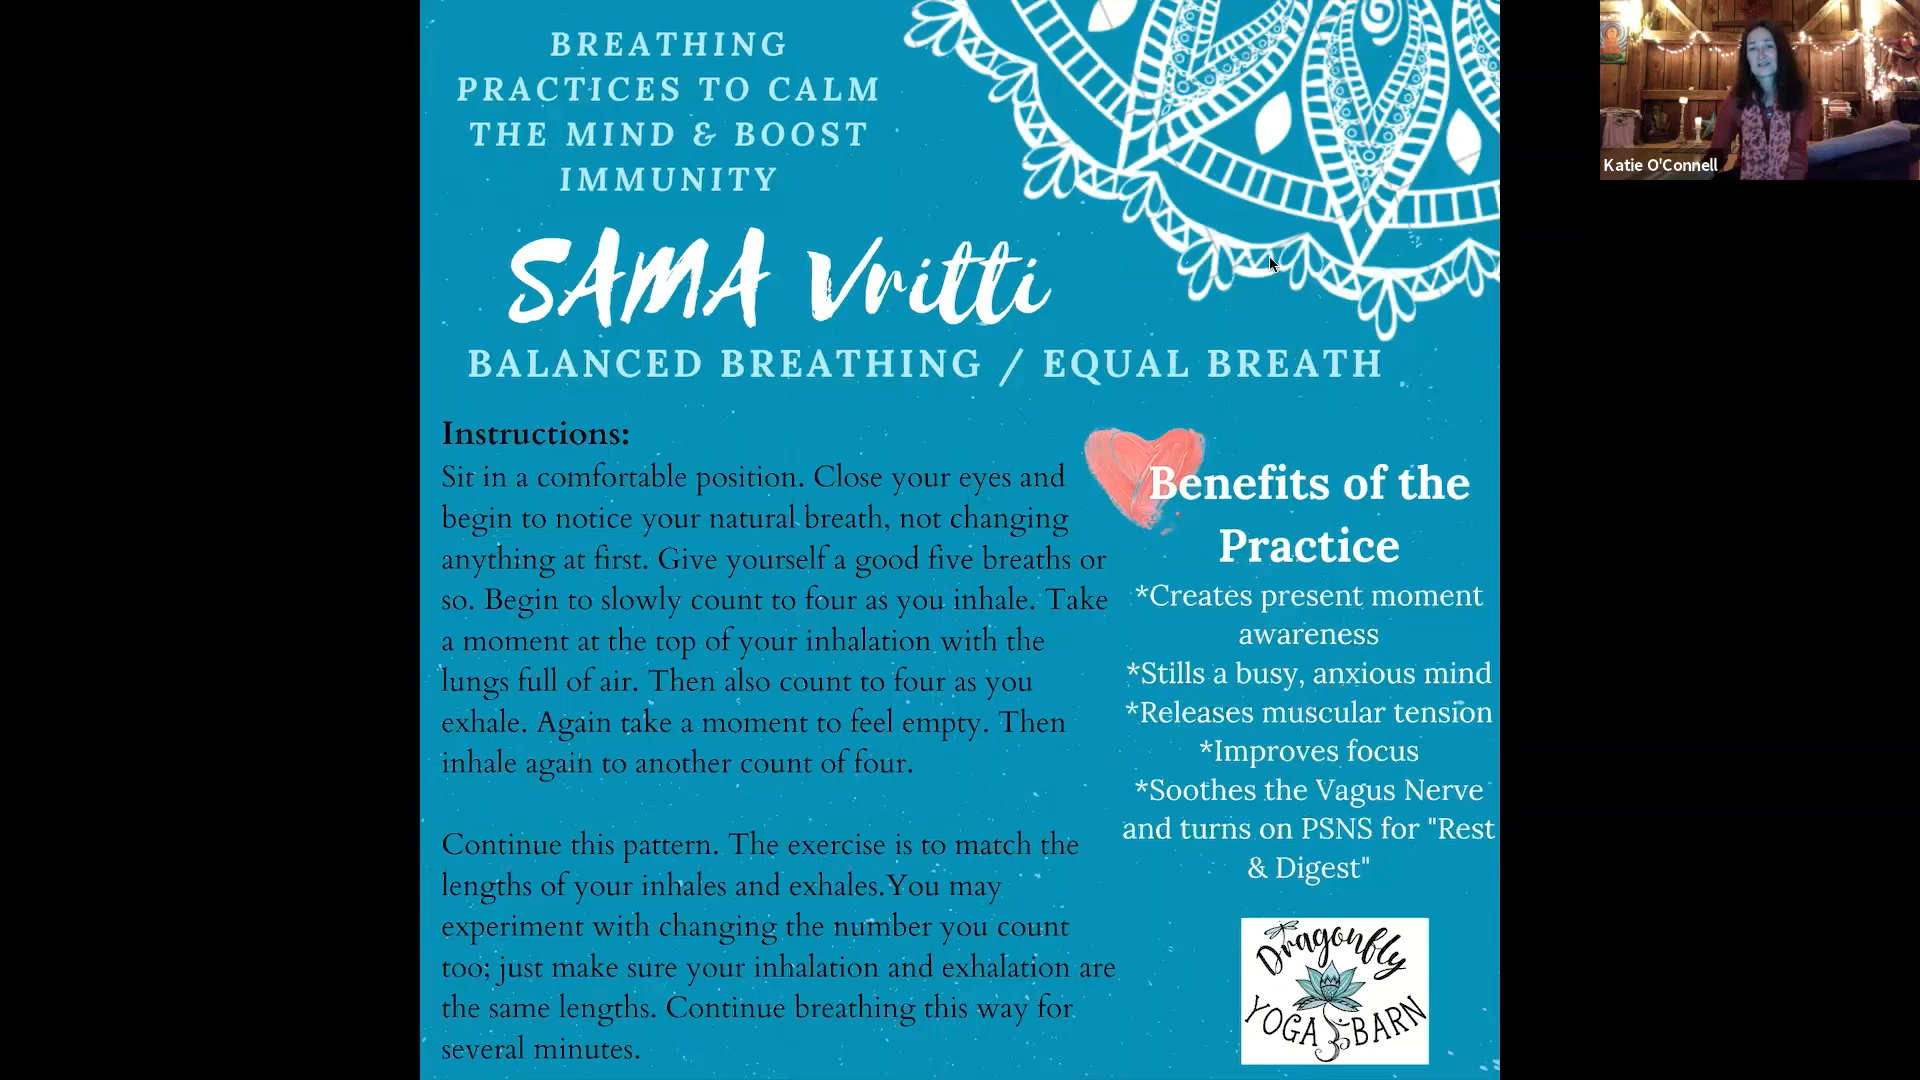 BREATHING
PRACTICES TO CALM
THE MIND & BOOST
IMMUNITY
SAMA Vritti
BALANCED BREATHING / EQUAL BREATH
Instructions:
Sit in a comfortable position. Close your eyes and
begin to notice your natural breath, not changing
anything at first. Give yourself a good five breaths or
so. Begin to slowly count to four as you inhale. Take
a moment at the top of your inhalation with the
lungs full of air. Then also count to four as you
exhale. Again take a moment to feel empty. Then
inhale again to another count of four.
Continue this pattern. The exercise is to match the
lengths of your inhales and exhales.You may
experiment with changing the number you count
too; just make sure your inhalation and exhalation are
the same lengths. Continue breathing this way for
several minutes.
Benefits of the
Practice
*Creates present moment
awareness
*Stills a busy, anxious mind
*Releases muscular tension
*Improves focus
*Soothes the Vagus Nerve
and turns on PSNS for "Rest
& Digest"
Dragonfly
YOGA BARN
Katie O'Connell